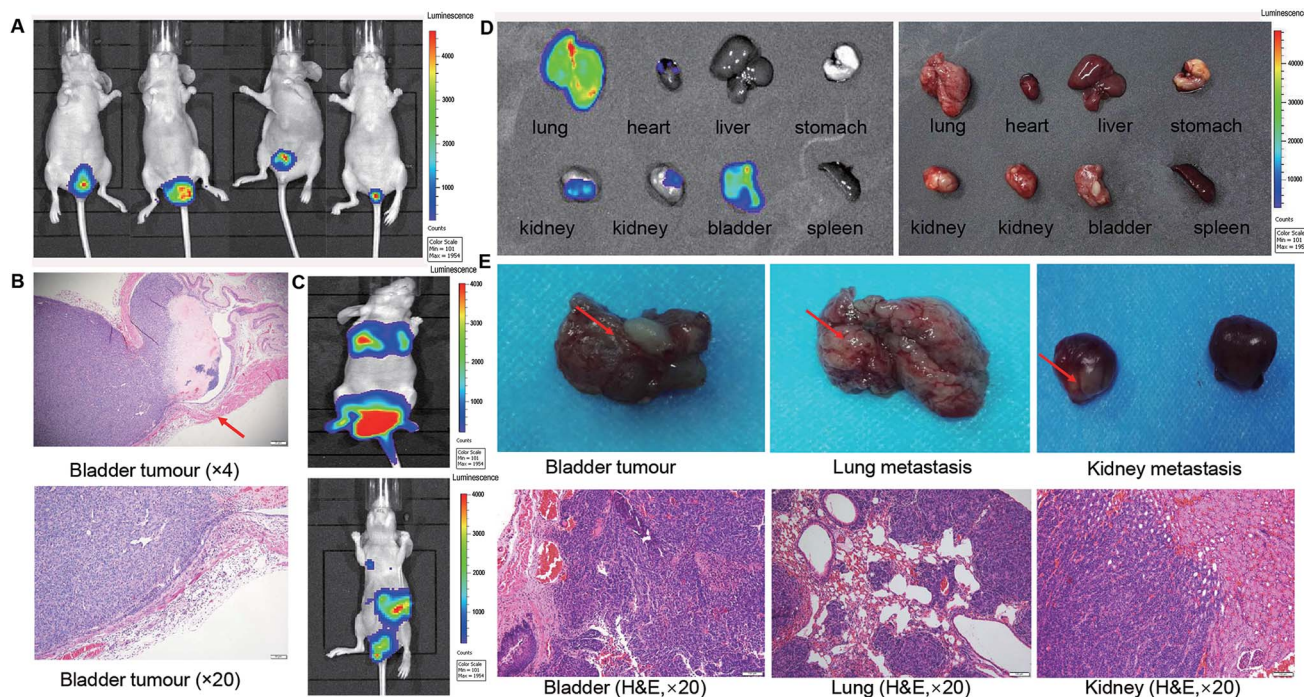 A
Luminescence
4000
3000
2000
1000
Counts
Color Scale
Min = 101
Max = 1954
D
lung heart liver stomach
kidney kidney bladder spleen
lung heart liver stomach
kidney kidney bladder spleen
Luminescence
40000
30000
20000
10000
Counts
Color Scale
Min = 101
B
Bladder tumour (×4)
Bladder tumour (×20)
C
Luminescence
4000
3000
2000
1000
Counts
Color Scale
Min = 101
Max = 1954
Luminescence
4000
3000
2000
1000
Counts
Color Scale
Min = 101
Max = 1954
E
Bladder tumour
Lung metastasis
Kidney metastasis
Bladder (H&E,×20)
Lung (H&E,×20)
Kidney (H&E,×20)